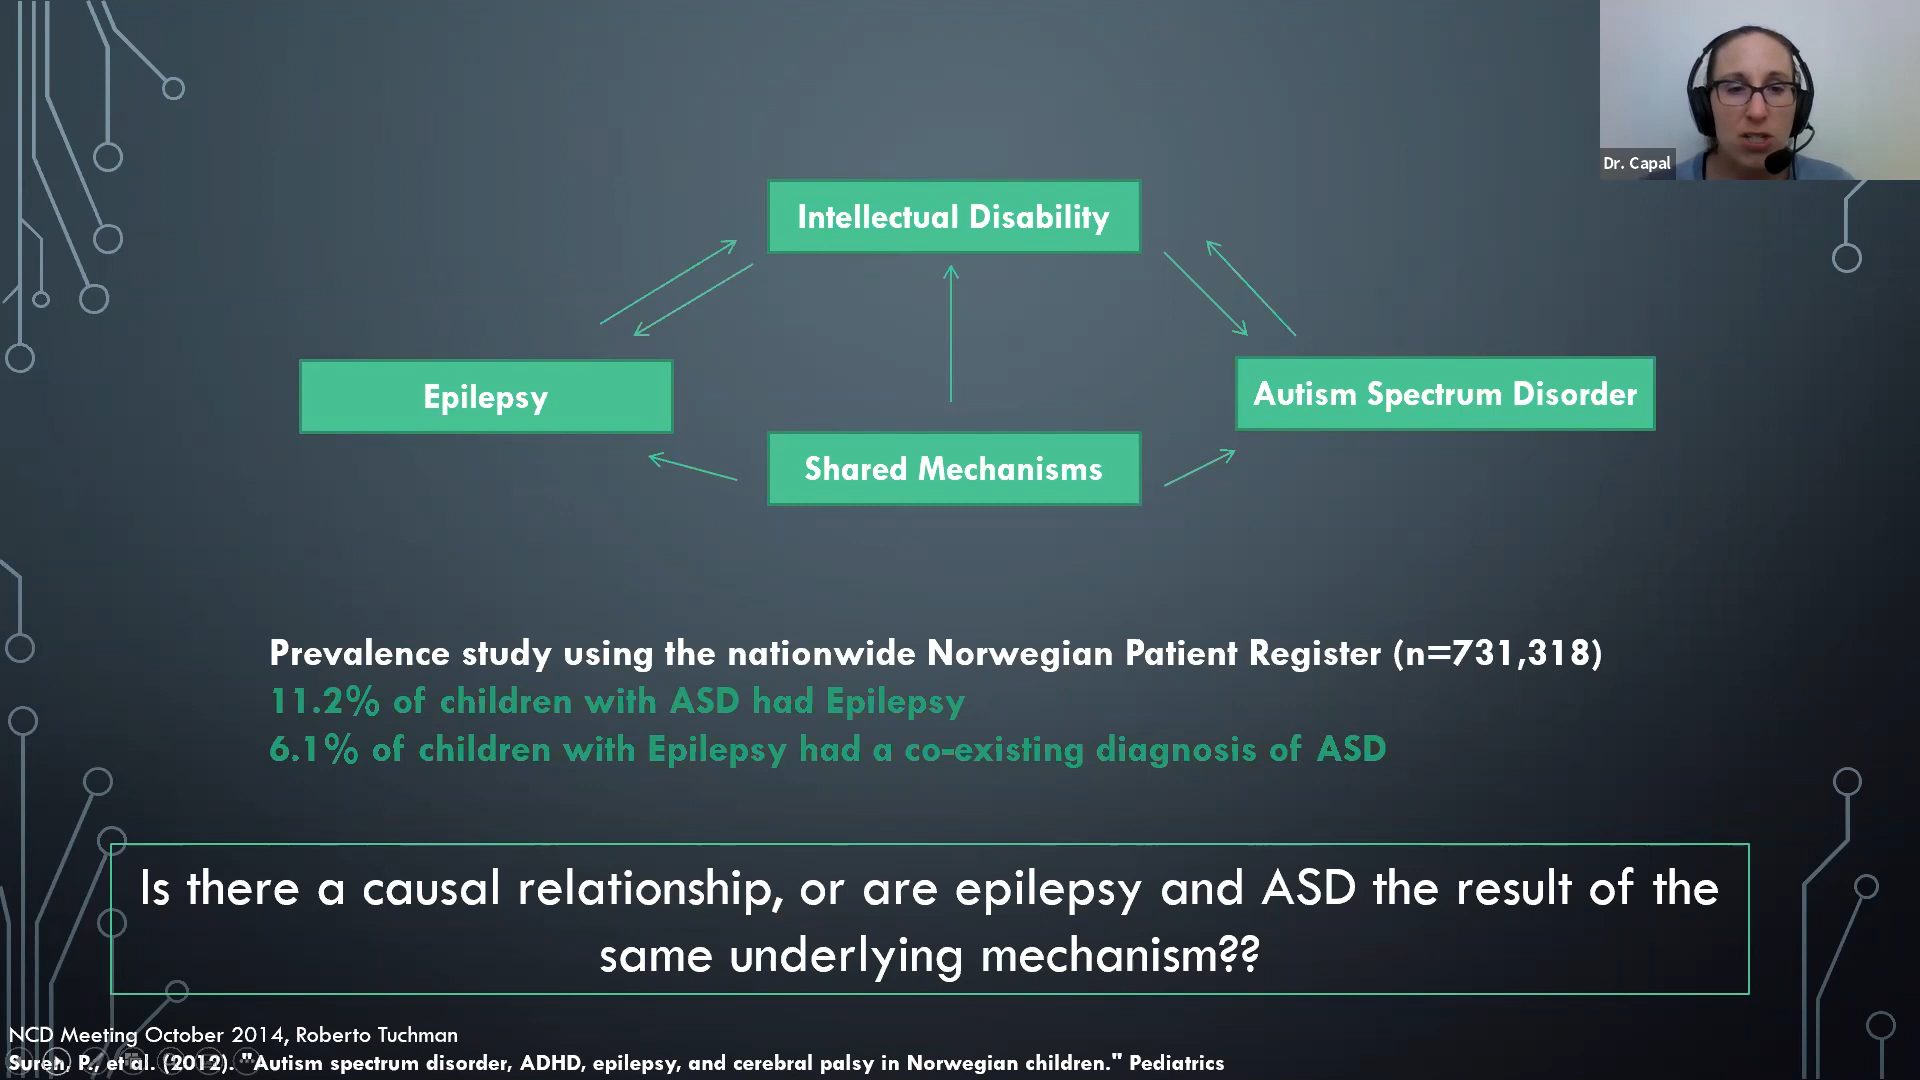 Dr. Capal
Intellectual Disability
Epilepsy
Autism Spectrum Disorder
Shared Mechanisms
Prevalence study using the nationwide Norwegian Patient Register (n=731,318)
11.2% of children with ASD had Epilepsy
6.1% of children with Epilepsy had a co-existing diagnosis of ASD
Is there a causal relationship, or are epilepsy and ASD the result of the
same underlying mechanism??
NCD Meeting October 2014, Roberto Tuchman
Suren, P., et al. (2012). "Autism spectrum disorder, ADHD, epilepsy, and cerebral palsy in Norwegian children." Pediatrics